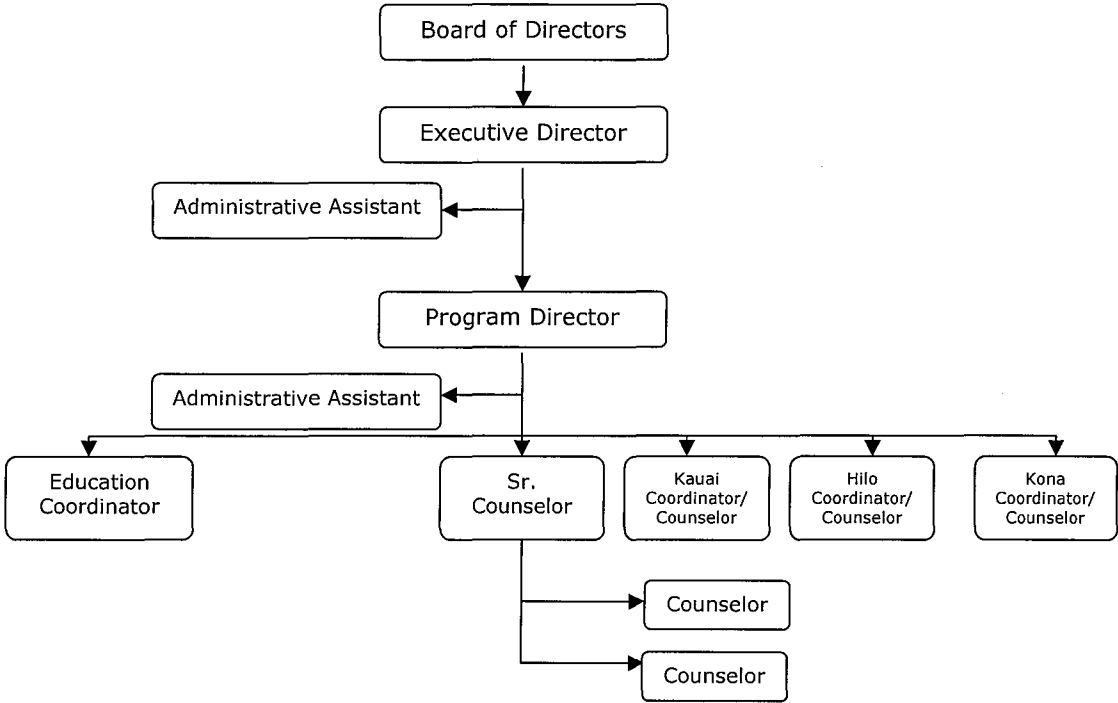 Board of Directors
Executive Director
Administrative Assistant
Program Director
Administrative Assistant
Education
Coordinator
Sr.
Counselor
Kauai
Coordinator/
Counselor
Hilo
Coordinator/
Counselor
Kona
Coordinator/
Counselor
Counselor
Counselor